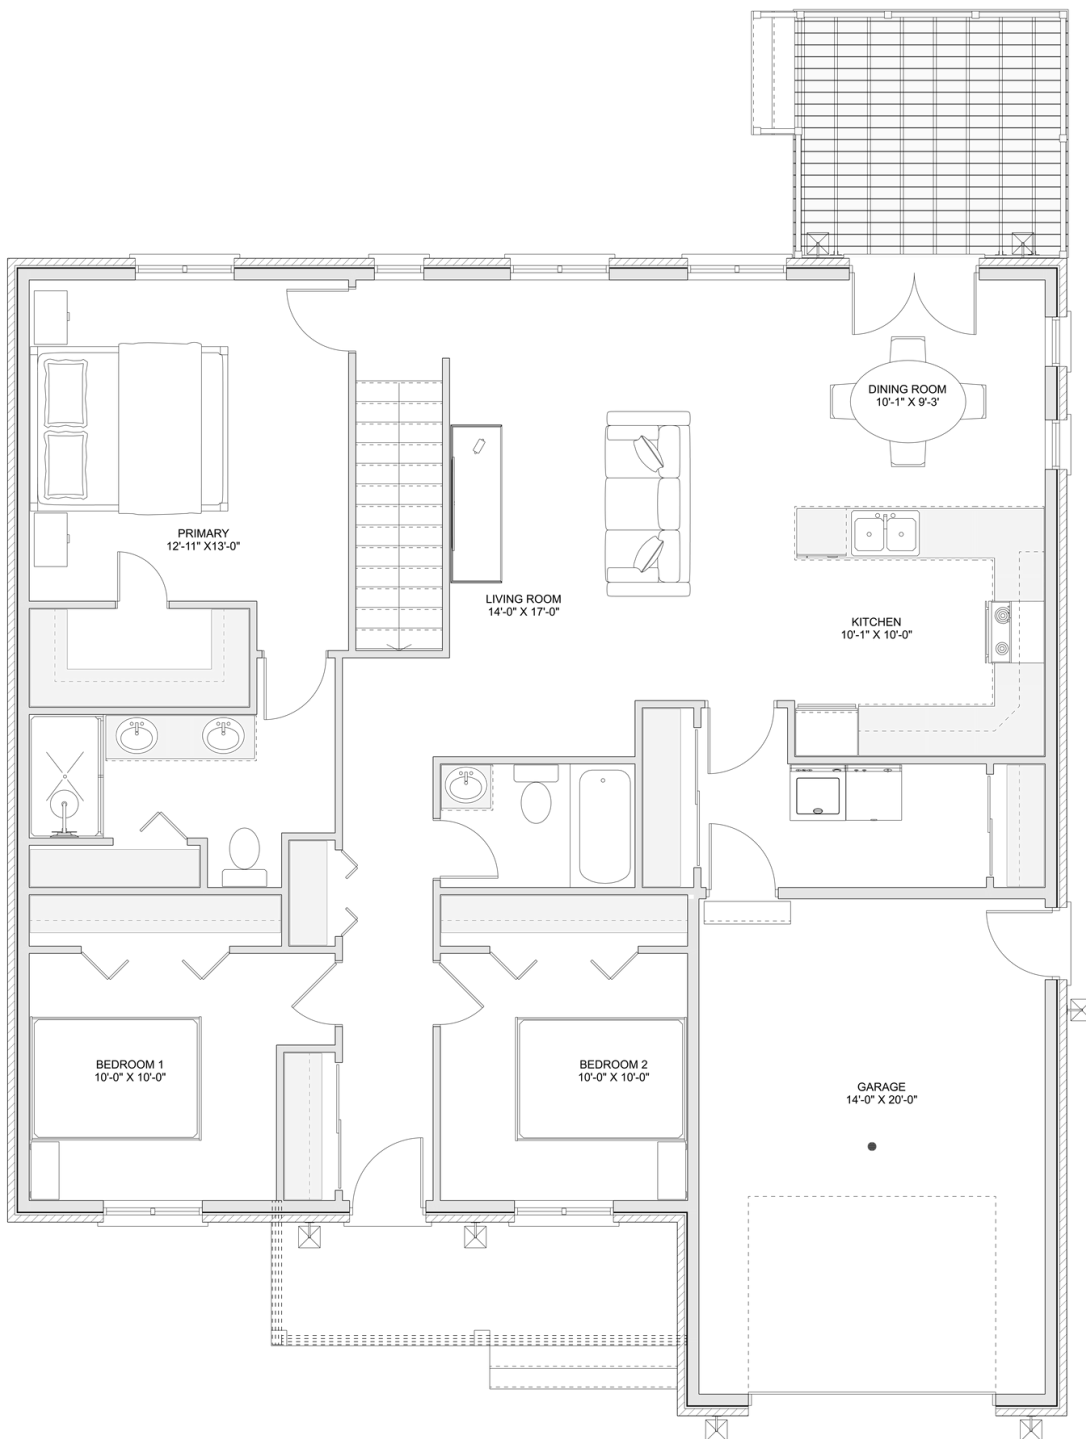 DINING ROOM
10'-1" X 9'-3'
PRIMARY
12'-11" X13'-0"
LIVING ROOM
14'-0" X 17'-0"
KITCHEN
10'-1" X 10'-0"
BEDROOM 1
10'-0" X 10'-0"
BEDROOM 2
10'-0" X 10'-0"
GARAGE
14'-0" X 20'-0"